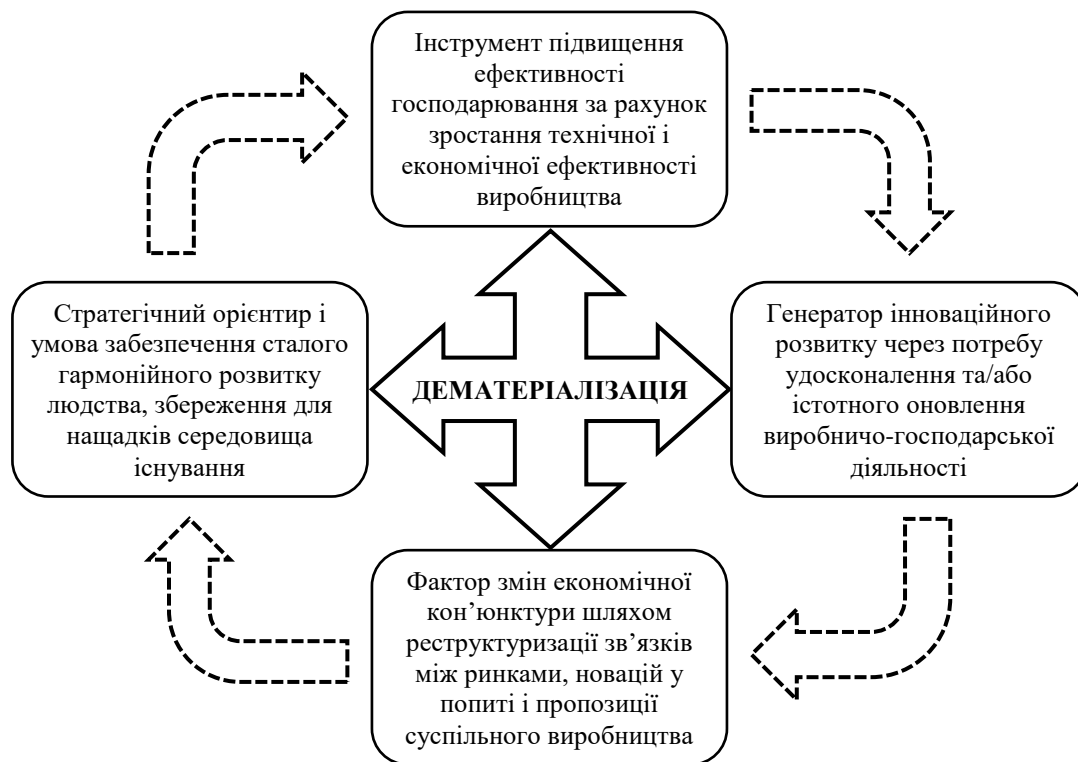 Інструмент підвищення
ефективності
господарювання за рахунок
зростання технічної і
економічної ефективності
виробництва
Стратегічний орієнтир і
умова забезпечення сталого
гармонійного розвитку
людства, збереження для
нащадків середовища
існування
ДЕМАТЕРІАЛІЗАЦІЯ
Генератор інноваційного
розвитку через потребу
удосконалення та/або
істотного оновлення
виробничо-господарської
діяльності
Фактор змін економічної
кон’юнктури шляхом
реструктуризації зв’язків
між ринками, новацій у
попиті і пропозиції
суспільного виробництва